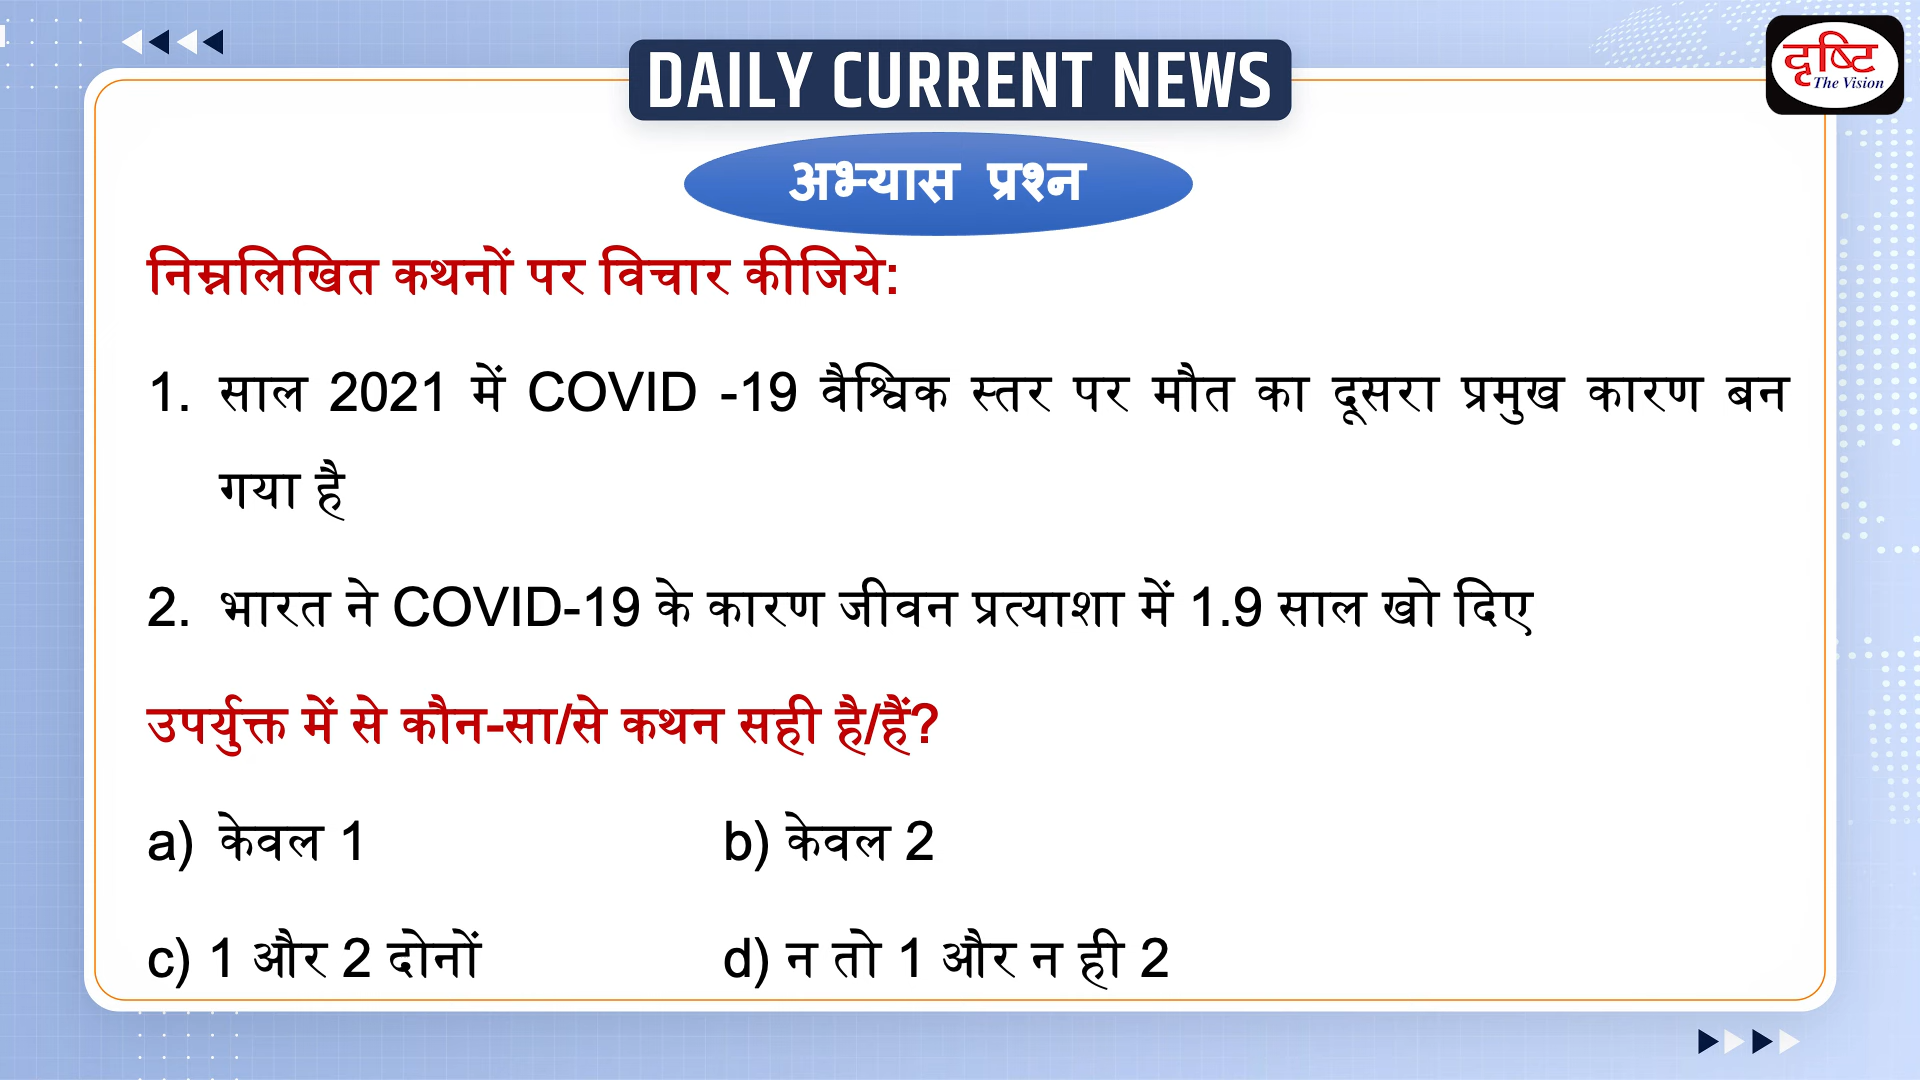 DAILY CURRENT NEWS
दृष्टि
The Vision
अभ्यास प्रश्न
निम्नलिखित कथनों पर विचार कीजिये:
1. साल 2021 में COVID -19 वैश्विक स्तर पर मौत का दूसरा प्रमुख कारण बन
गया है
2. भारत ने COVID-19 के कारण जीवन प्रत्याशा में 1.9 साल खो दिए
उपर्युक्त में से कौन-सा/से कथन सही है/हैं?
a) केवल 1 b) केवल 2
c) 1 और 2 दोनों d) न तो 1 और न ही 2